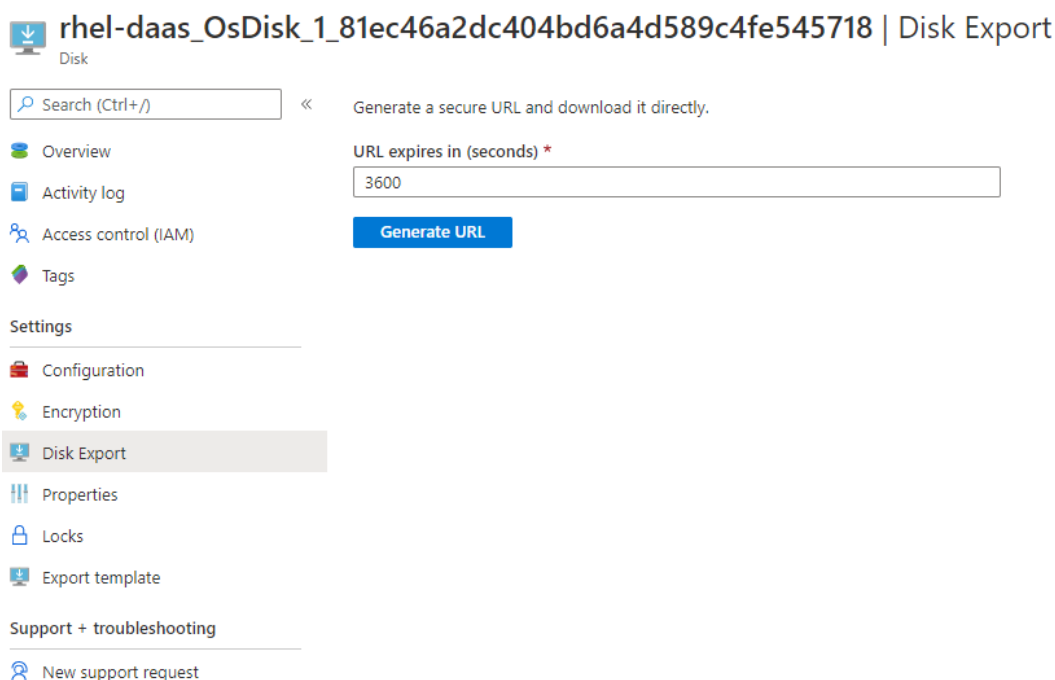 rhel-daas_OsDisk_1_81ec46a2dc404bd6a4d589c4fe545718 | Disk Export
Disk
Search (Ctrl+/)
«
Overview
Activity log
Access control (IAM)
Tags
Settings
Configuration
Encryption
Disk Export
Properties
Locks
Export template
Support + troubleshooting
New support request
Generate a secure URL and download it directly.
URL expires in (seconds) *
3600
Generate URL